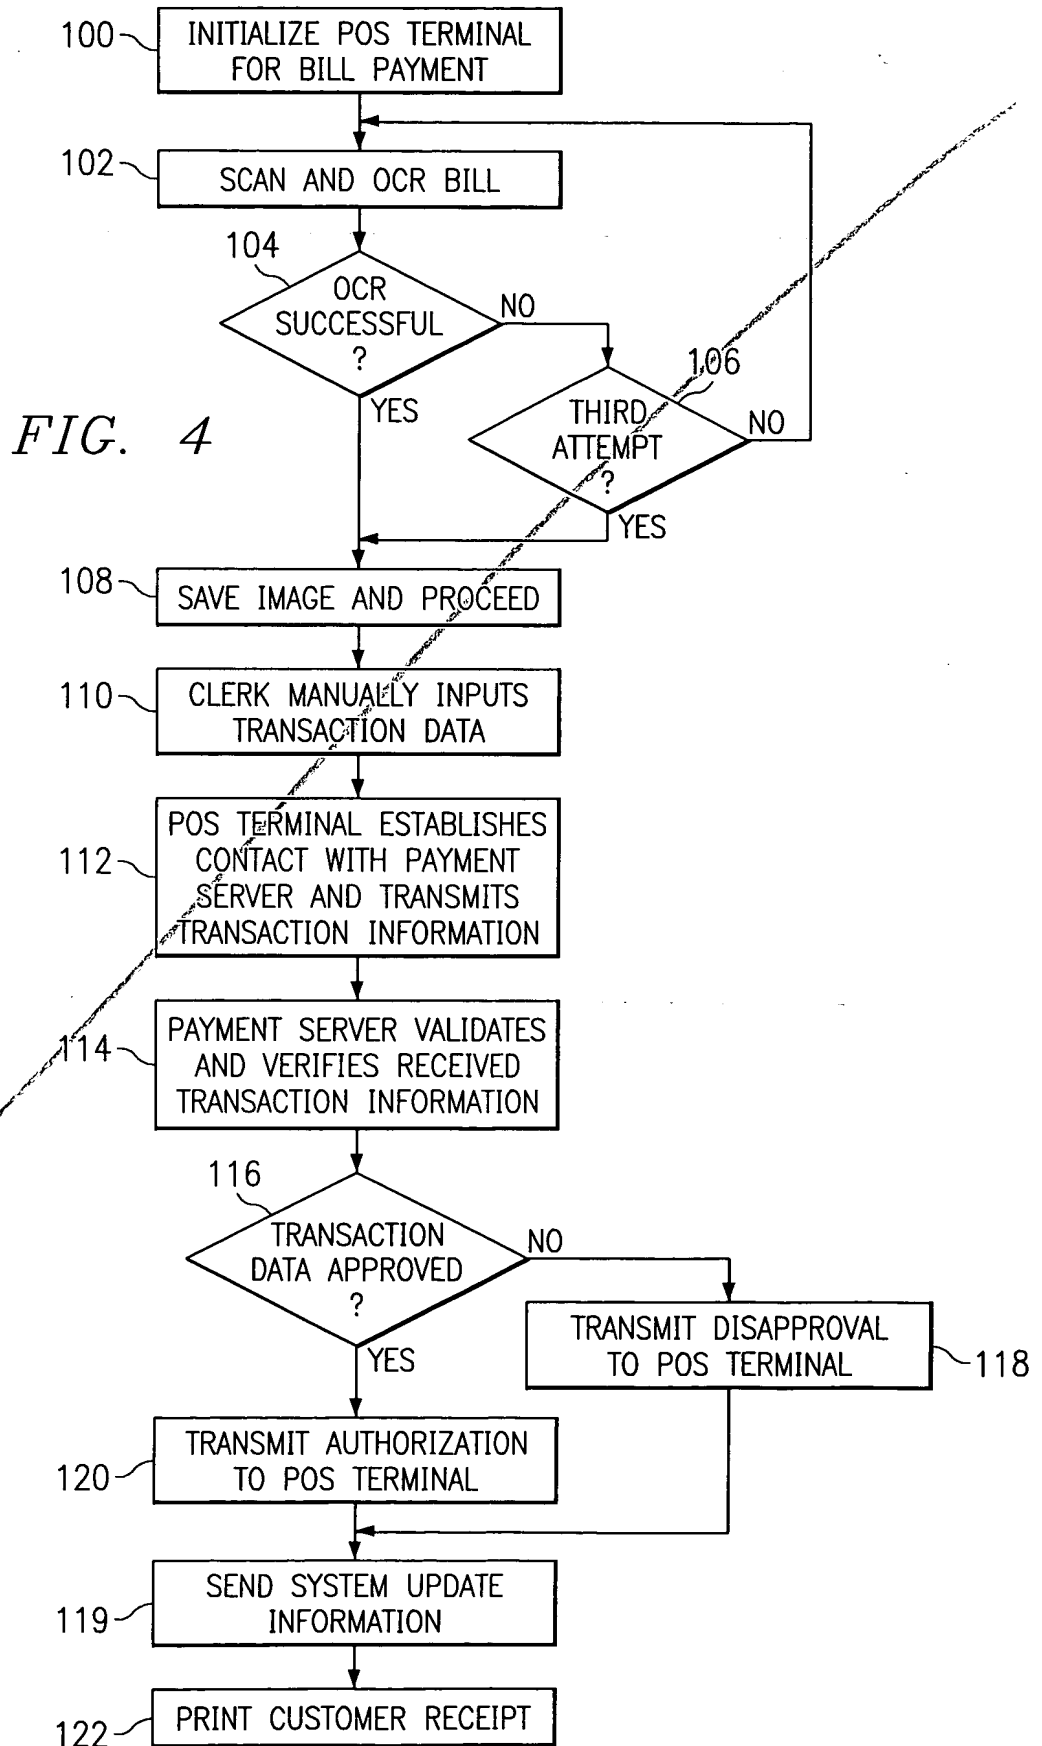 100
INITIALIZE POS TERMINAL
FOR BILL PAYMENT
102
SCAN AND OCR BILL
104
OCR
SUCCESSFUL
?
NO
YES
106
THIRD
ATTEMPT
?
NO
YES
FIG. 4
108
SAVE IMAGE AND PROCEED
110
CLERK MANUALLY INPUTS
TRANSACTION DATA
112
POS TERMINAL ESTABLISHES
CONTACT WITH PAYMENT
SERVER AND TRANSMITS
TRANSACTION INFORMATION
114
PAYMENT SERVER VALIDATES
AND VERIFIES RECEIVED
TRANSACTION INFORMATION
116
TRANSACTION
DATA APPROVED
?
NO
YES
TRANSMIT DISAPPROVAL
TO POS TERMINAL
118
120
TRANSMIT AUTHORIZATION
TO POS TERMINAL
119
SEND SYSTEM UPDATE
INFORMATION
122
PRINT CUSTOMER RECEIPT